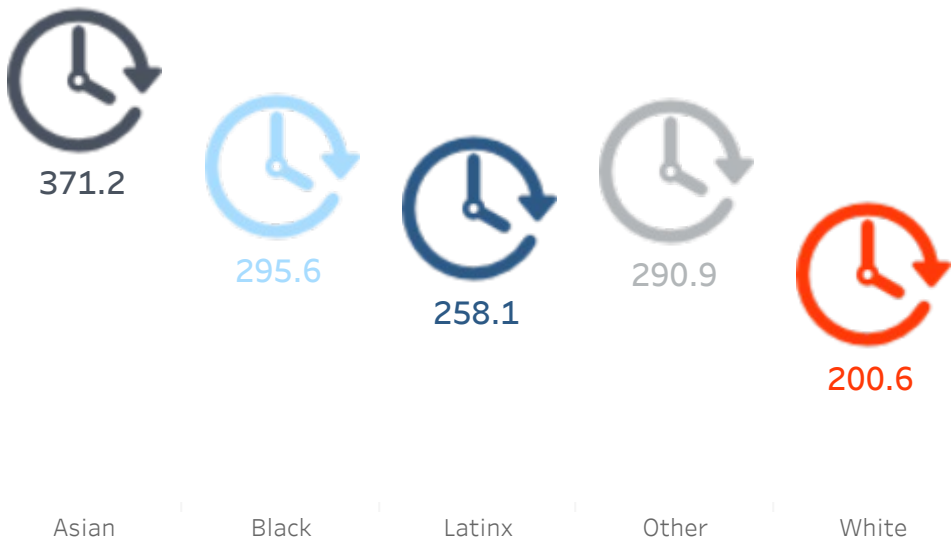 371.2
295.6
258.1
290.9
200.6
Asian
Black
Latinx
Other
White